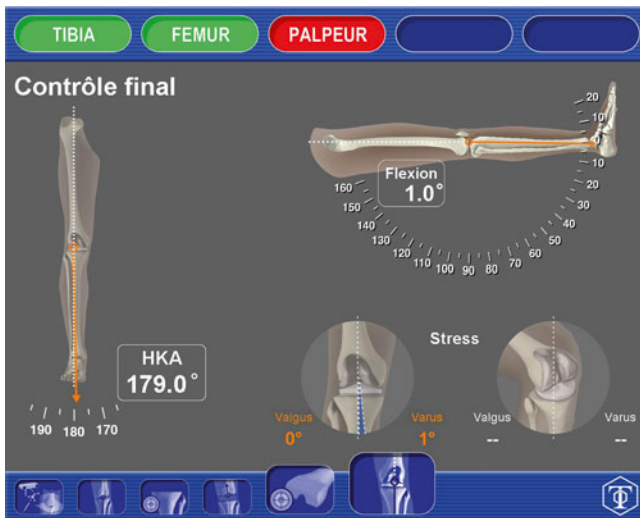 TIBIA FEMUR PALPEUR
Contrôle final
20
10
0
10
20
30
40
50
60
70
80
90
100
110
120
130
140
150
160
Flexion
1.0°
HKA
179.0°
190 180 170
Stress
Valgus Varus Valgus Varus
0° 1° -- --